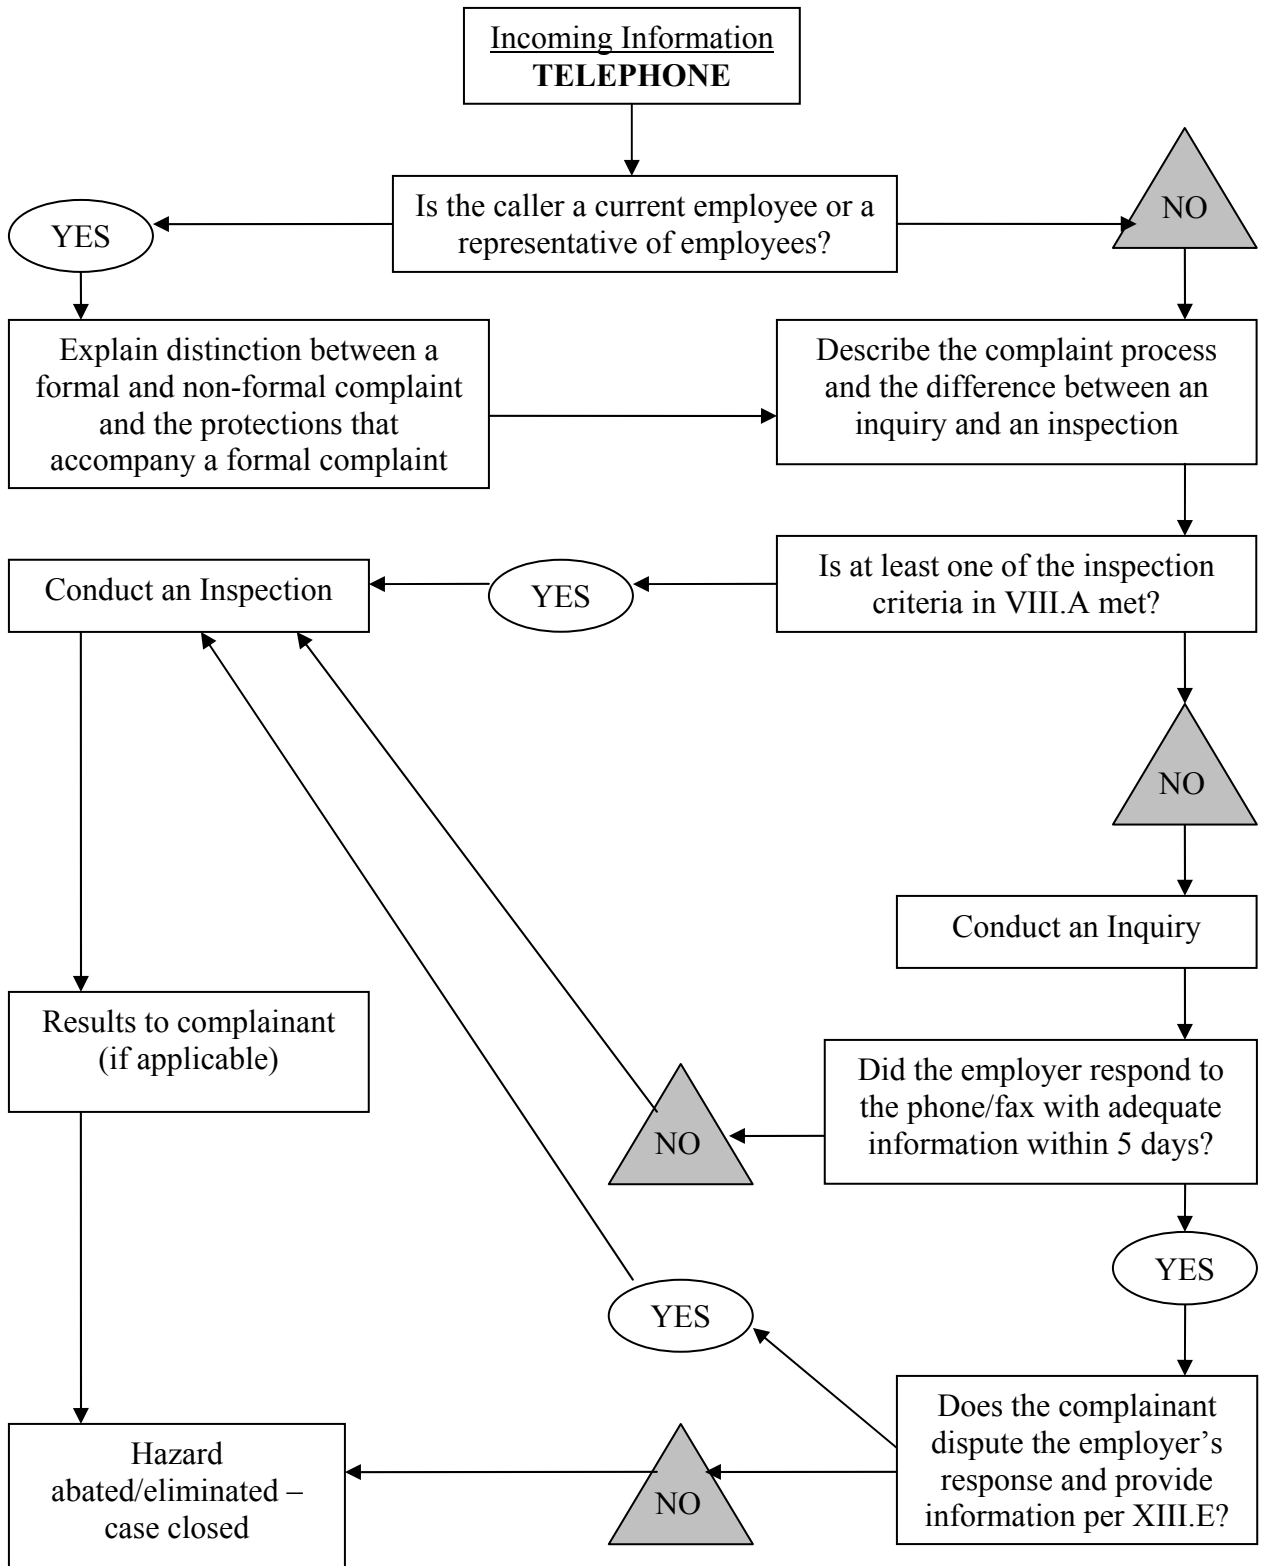 Incoming Information
TELEPHONE
Is the caller a current employee or a
representative of employees?
YES
NO
Explain distinction between a
formal and non-formal complaint
and the protections that
accompany a formal complaint
Describe the complaint process
and the difference between an
inquiry and an inspection
Conduct an Inspection
YES
Is at least one of the inspection
criteria in VIII.A met?
NO
Conduct an Inquiry
Results to complainant
(if applicable)
Did the employer respond to
the phone/fax with adequate
information within 5 days?
NO
YES
YES
Does the complainant
dispute the employer’s
response and provide
information per XIII.E?
NO
Hazard
abated/eliminated –
case closed